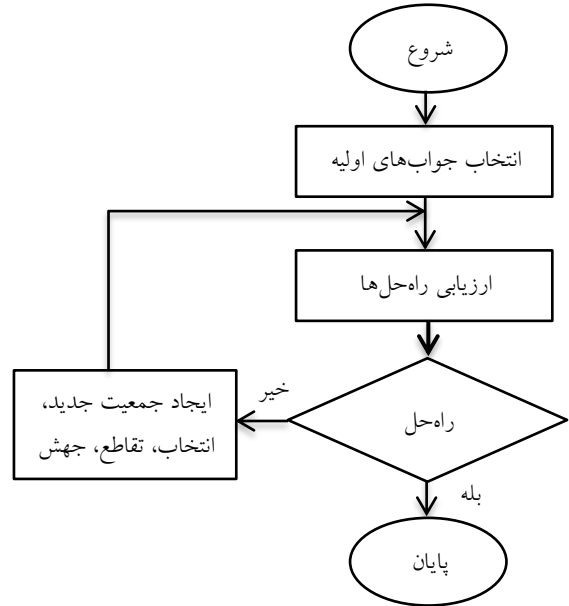 شروع
انتخاب جواب‌های اولیه
ارزیابی راه‌حل‌ها
راه‌حل
خیر
ایجاد جمعیت جدید،
انتخاب، تقاطع، جهش
بله
پایان